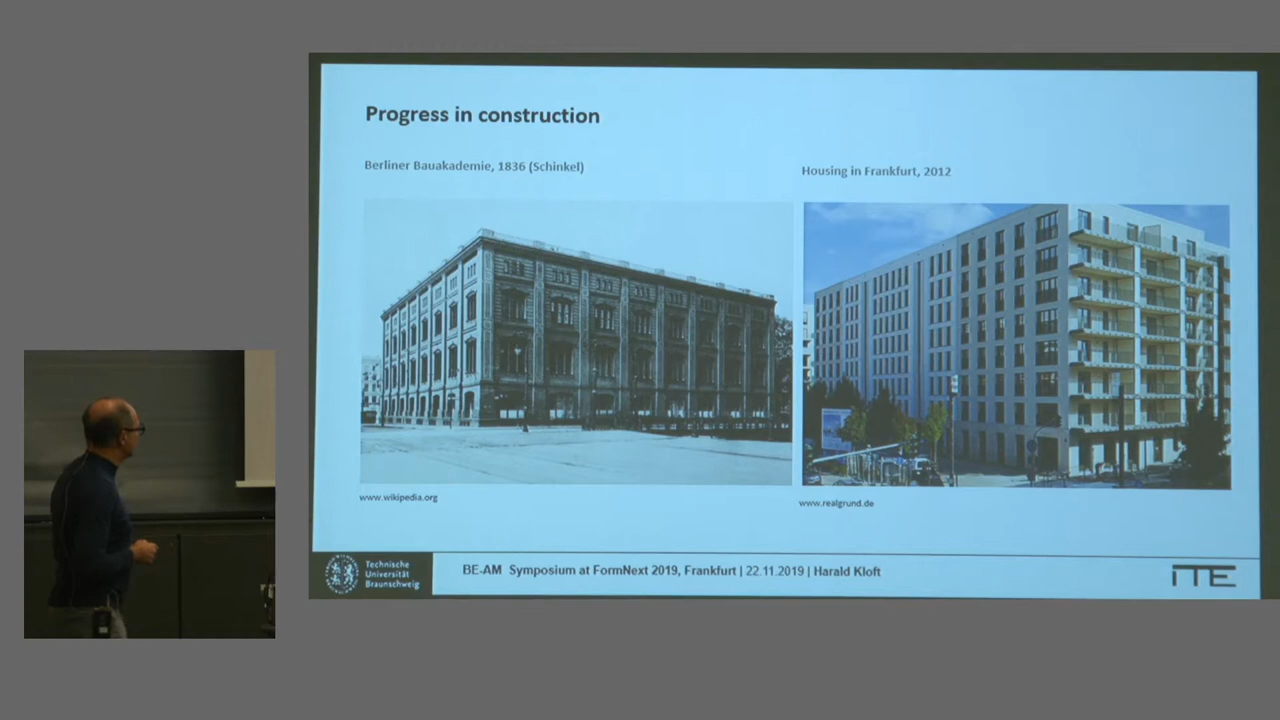 Progress in construction
Berliner Bauakademie, 1836 (Schinkel)
Housing in Frankfurt, 2012
www.wikipedia.org
www.realgrund.de
Technische
Universität
Braunschweig
BE-AM Symposium at FormNext 2019, Frankfurt | 22.11.2019 | Harald Kloft
iTE